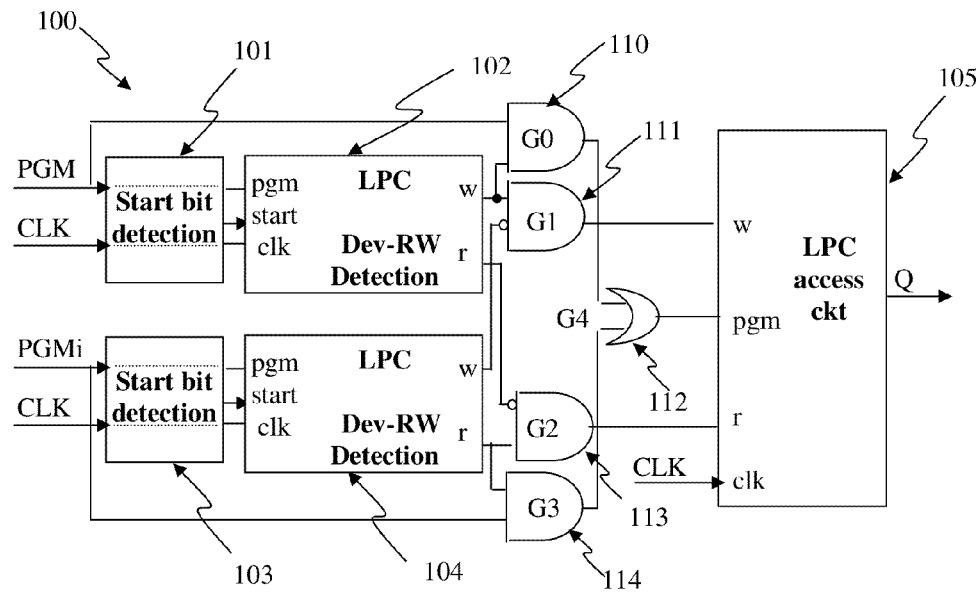 100
101
102
110
105
111
PGM
CLK
Start bit
detection
pgm
start
clk
LPC
Dev-RW
Detection
w
r
G0
G1
w
LPC
access
ckt
pgm
r
clk
Q
G4
112
PGMi
CLK
Start bit
detection
pgm
start
clk
LPC
Dev-RW
Detection
w
r
G2
CLK
G3
113
103
104
114